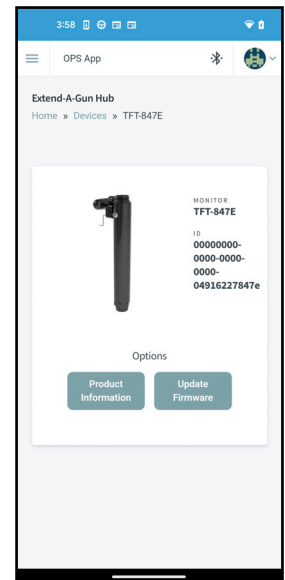 3:58
OPS App
Extend-A-Gun Hub
Home » Devices » TFT-847E
MONITOR
TFT-847E
ID
00000000-
0000-0000-
0000-
04916227847e
Options
Product
Information
Update
Firmware